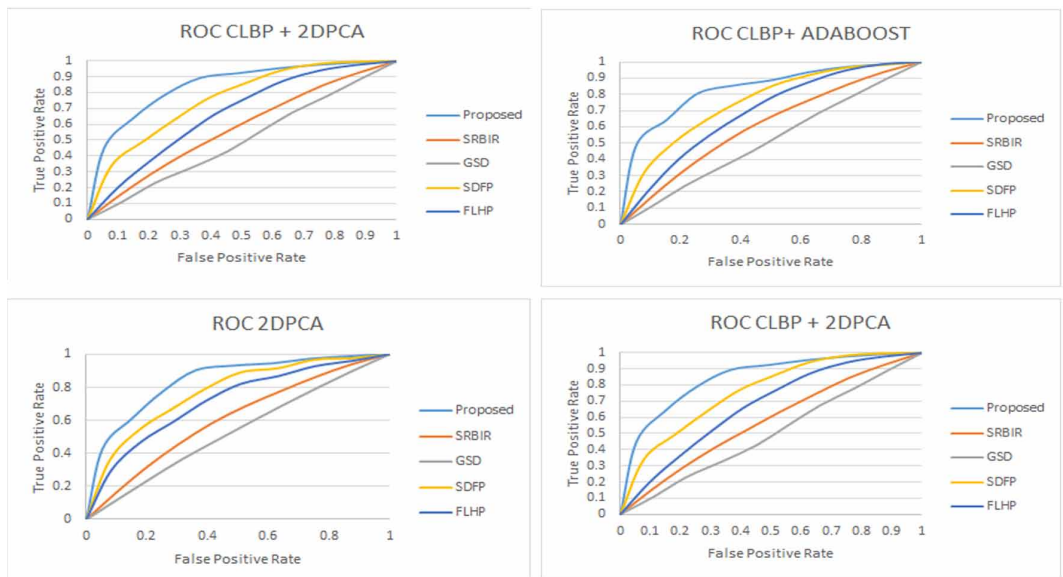 ROC CLBP + 2DPCA
True Positive Rate
1
0.9
0.8
0.7
0.6
0.5
0.4
0.3
0.2
0.1
0
0 0.1 0.2 0.3 0.4 0.5 0.6 0.7 0.8 0.9 1
False Positive Rate
Proposed
SRBIR
GSD
SDFP
FLHP
ROC CLBP+ ADABOOST
True Positive Rate
1
0.9
0.8
0.7
0.6
0.5
0.4
0.3
0.2
0.1
0
0 0.2 0.4 0.6 0.8 1
False Positive Rate
Proposed
SRBIR
GSD
SDFP
FLHP
ROC 2DPCA
True Positive Rate
1
0.8
0.6
0.4
0.2
0
0 0.2 0.4 0.6 0.8 1
False Positive Rate
Proposed
SRBIR
GSD
SDFP
FLHP
ROC CLBP + 2DPCA
True Positive Rate
1
0.9
0.8
0.7
0.6
0.5
0.4
0.3
0.2
0.1
0
0 0.1 0.2 0.3 0.4 0.5 0.6 0.7 0.8 0.9 1
False Positive Rate
Proposed
SRBIR
GSD
SDFP
FLHP